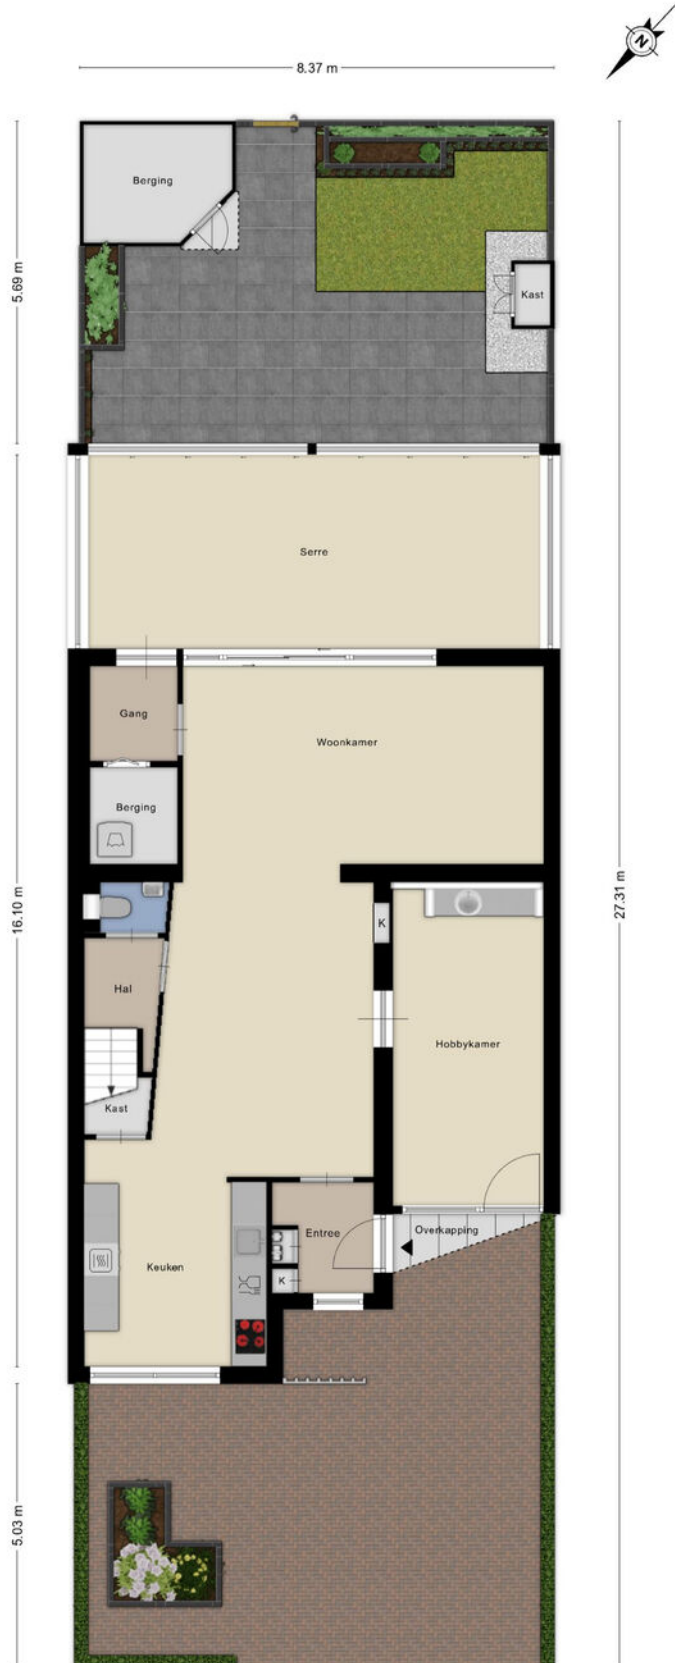 N
8.37 m
Berging
5.69 m
Kast
Serre
Gang
Woonkamer
Berging
16.10 m
27.31 m
K
Hal
Hobbykamer
Kast
Overkapping
Entree
Keuken
K
5.03 m